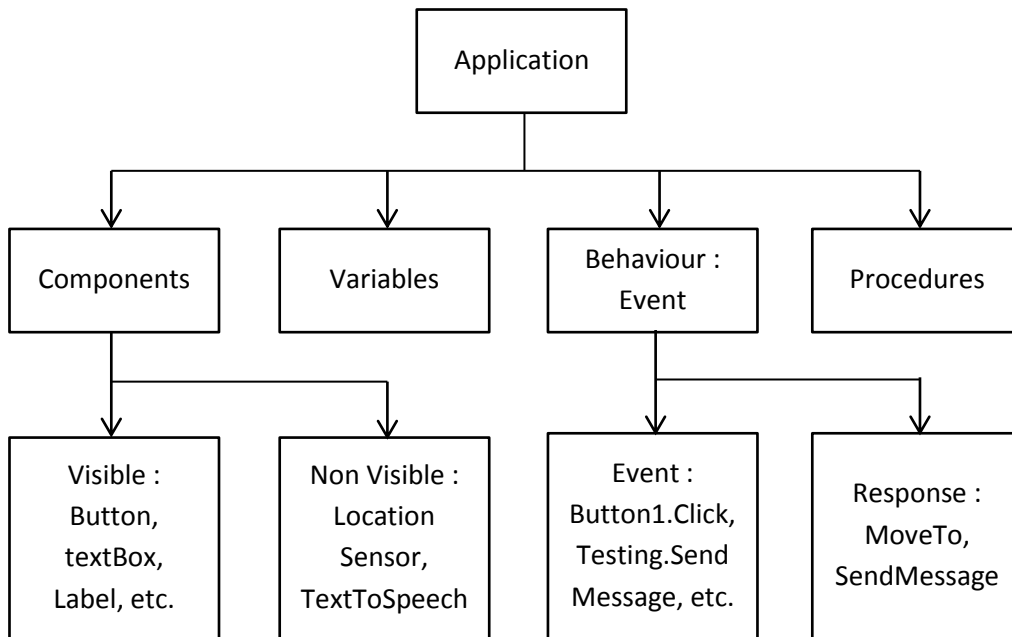 Application
Components
Variables
Behaviour :
Event
Procedures
Visible :
Button,
textBox,
Label, etc.
Non Visible :
Location
Sensor,
TextToSpeech
Event :
Button1.Click,
Testing.Send
Message, etc.
Response :
MoveTo,
SendMessage